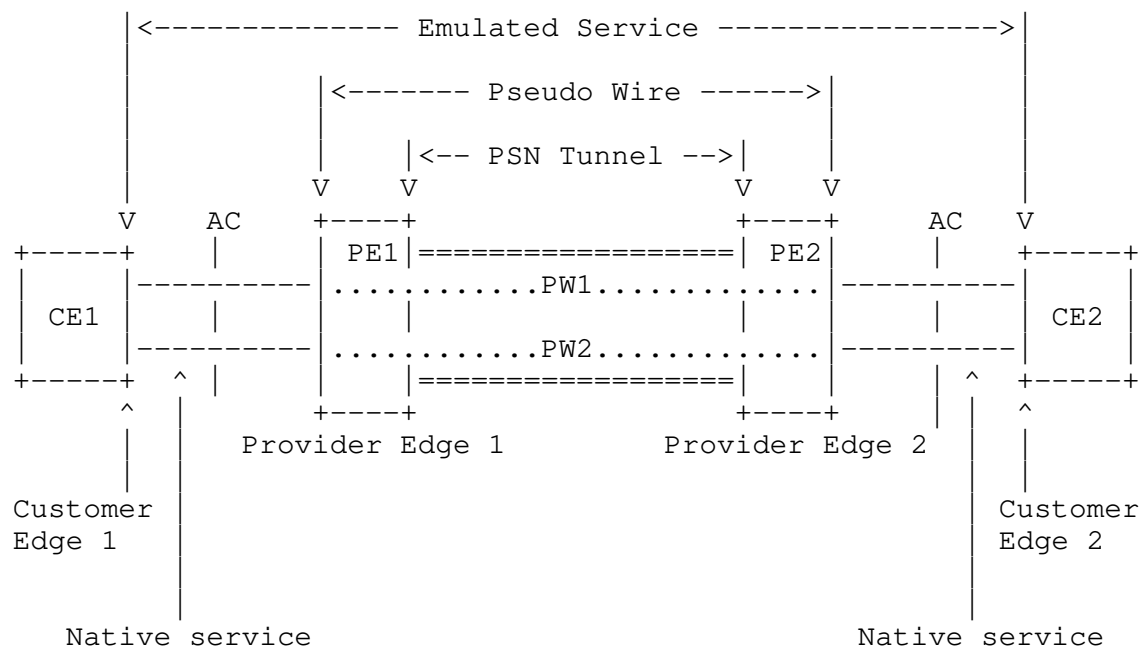 |<-------------- Emulated Service ---------------->|
|<------- Pseudo Wire ------>|
|<-- PSN Tunnel -->|
V V V V
V AC +----+ +----+ AC V
+-----+ | | PE1|==================| PE2| | +-----+
| |----------|............PW1.............|----------| |
| CE1 | | | | | | | | CE2 |
| |----------|............PW2.............|----------| |
+-----+ ^ | | |==================| | | ^ +-----+
^ | +----+ +----+ | | ^
| | Provider Edge 1 Provider Edge 2 | |
Customer Customer
Edge 1 Edge 2
Native service Native service